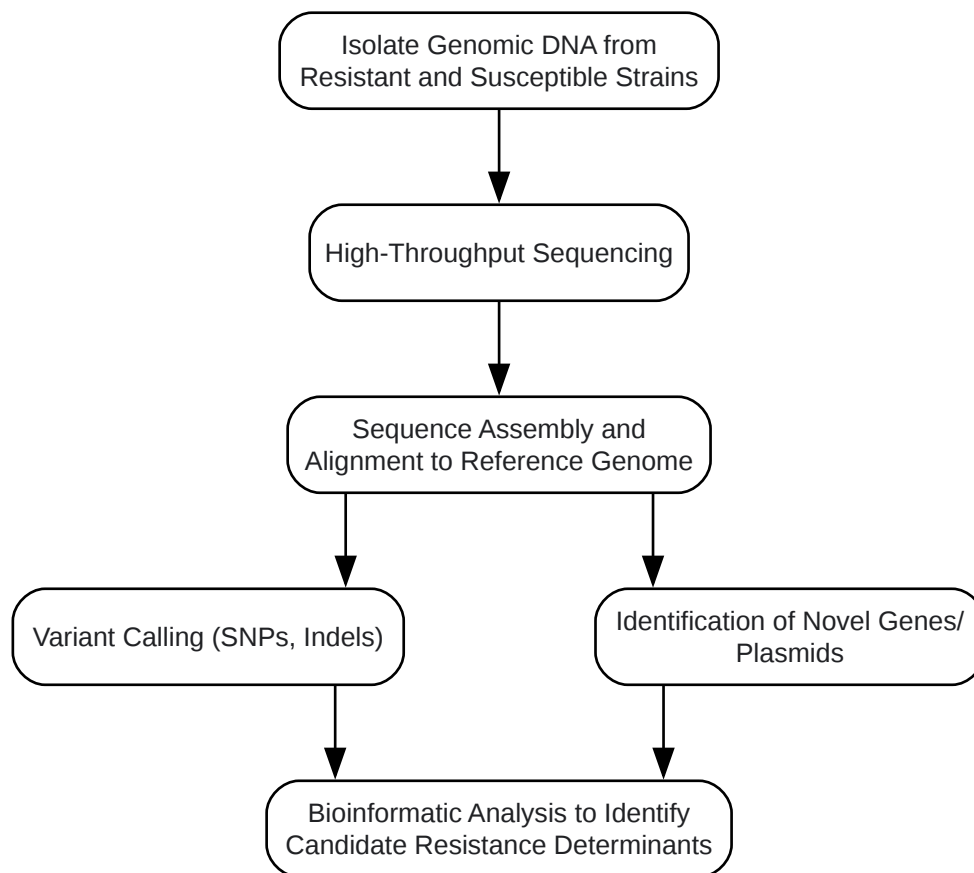 Isolate Genomic DNA from
Resistant and Susceptible Strains
High-Throughput Sequencing
Sequence Assembly and
Alignment to Reference Genome
Variant Calling (SNPs, Indels)
Identification of Novel Genes/
Plasmids
Bioinformatic Analysis to Identify
Candidate Resistance Determinants